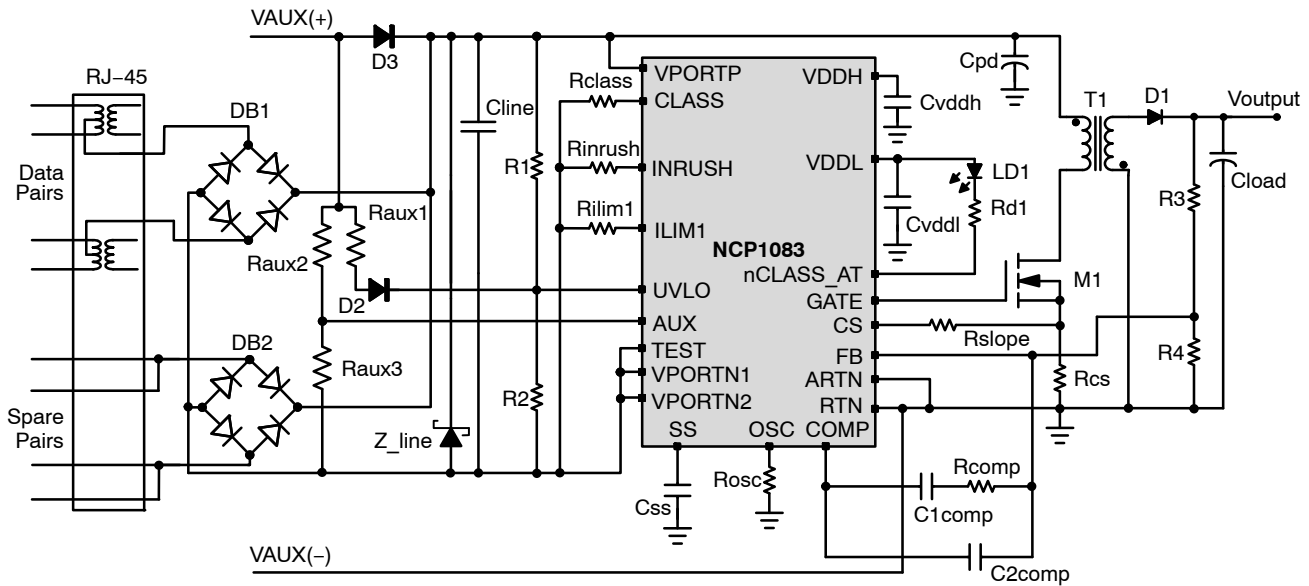 VAUX(+)
D3
RJ−45
DB1
Data
Pairs
Cline
Rclass
VPORTP
CLASS
VDDH
Cvddh
Cpd
T1
D1
Voutput
R1
Rinrush
INRUSH
VDDL
LD1
Raux1
Raux2
Rilim1
ILIM1
NCP1083
Cvddl
Rd1
R3
Cload
nCLASS_AT
D2
UVLO
GATE
M1
AUX
CS
Rslope
DB2
TEST
FB
Raux3
VPORTN1
ARTN
Rcs
R4
R2
VPORTN2
RTN
Spare
Pairs
Z_line
SS
OSC
COMP
Css
Rosc
Rcomp
C1comp
C2comp
VAUX(−)